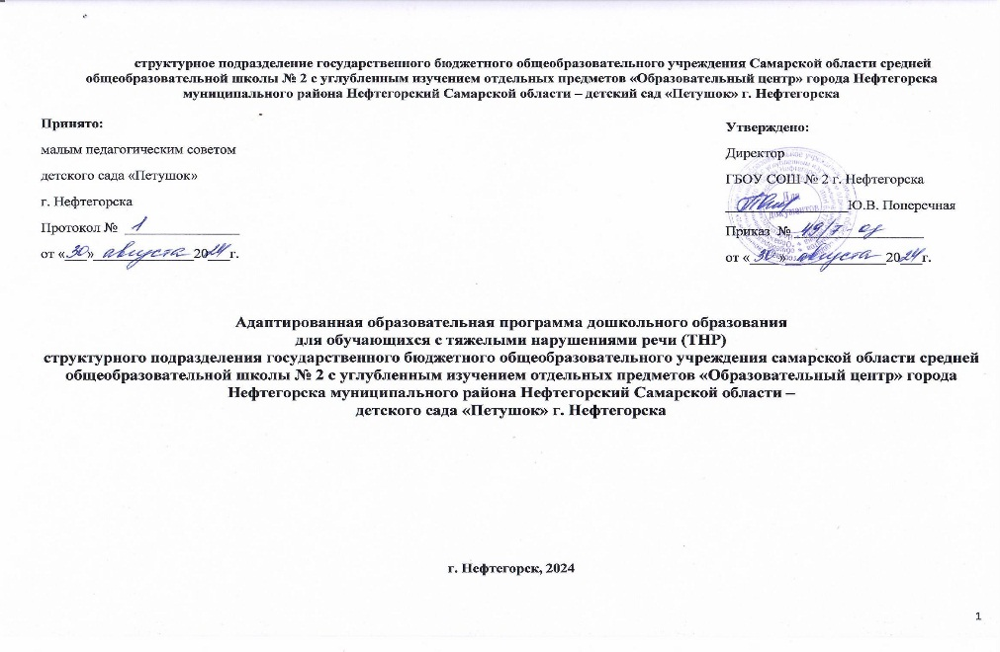 структурное подразделение государственного бюджетного общеобразовательного учреждения Самарской области средней
общеобразовательной школы № 2 с углубленным изучением отдельных предметов «Образовательный центр» города Нефтегорска
муниципального района Нефтегорский Самарской области – детский сад «Петушок» г. Нефтегорска
Принято:
малым педагогическим советом
детского сада «Петушок»
г. Нефтегорска
Протокол № 1
от «30» августа 2024 г.
Утверждено:
Директор
ГБОУ СОШ № 2 г. Нефтегорска
Ю.В. Поперечная
Приказ № 49/7-од
от «30» августа 2024 г.
Для
документов
Адаптированная образовательная программа дошкольного образования
для обучающихся с тяжелыми нарушениями речи (ТНР)
структурного подразделения государственного бюджетного общеобразовательного учреждения самарской области средней
общеобразовательной школы № 2 с углубленным изучением отдельных предметов «Образовательный центр» города
Нефтегорска муниципального района Нефтегорский Самарской области –
детского сада «Петушок» г. Нефтегорска
г. Нефтегорск, 2024
1